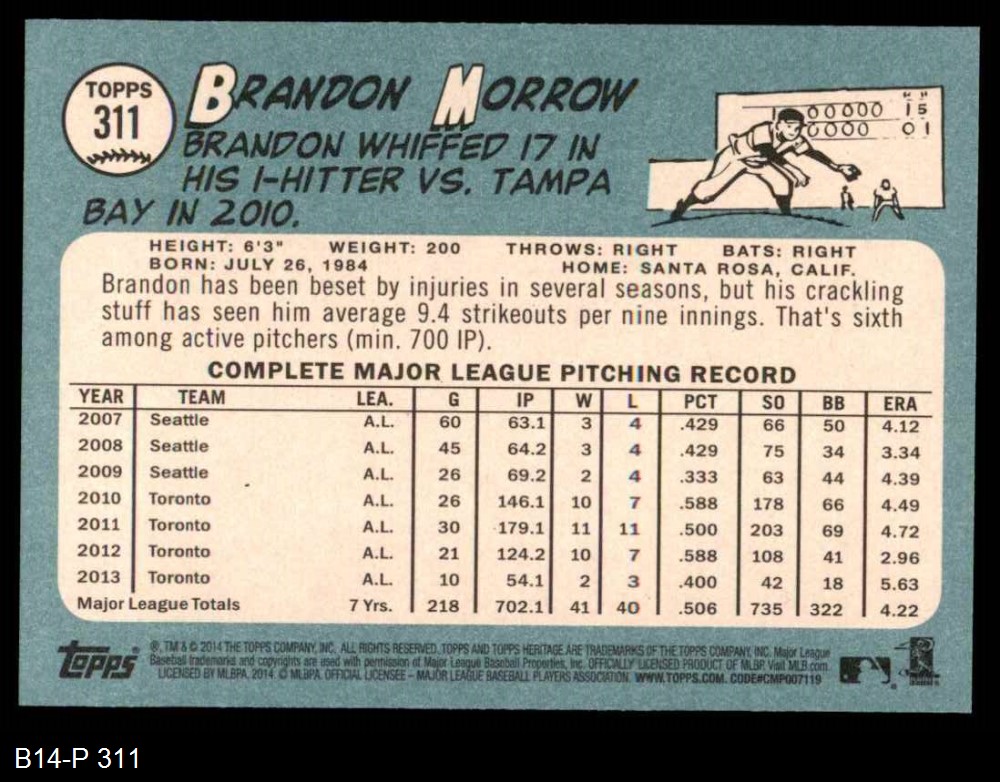 TOPPS
311
BRANDON MORROW
BRANDON WHIFFED 17 IN
HIS 1-HITTER VS. TAMPA
BAY IN 2010.
00000 15
0000 01
HEIGHT: 6'3" WEIGHT: 200 THROWS: RIGHT BATS: RIGHT
BORN: JULY 26, 1984 HOME: SANTA ROSA, CALIF.
Brandon has been beset by injuries in several seasons, but his crackling
stuff has seen him average 9.4 strikeouts per nine innings. That's sixth
among active pitchers (min. 700 IP).
COMPLETE MAJOR LEAGUE PITCHING RECORD
YEAR TEAM LEA. G IP W L PCT SO BB ERA
2007 Seattle A.L. 60 63.1 3 4 .429 66 50 4.12
2008 Seattle A.L. 45 64.2 3 4 .429 75 34 3.34
2009 Seattle A.L. 26 69.2 2 4 .333 63 44 4.39
2010 Toronto A.L. 26 146.1 10 7 .588 178 66 4.49
2011 Toronto A.L. 30 179.1 11 11 .500 203 69 4.72
2012 Toronto A.L. 21 124.2 10 7 .588 108 41 2.96
2013 Toronto A.L. 10 54.1 2 3 .400 42 18 5.63
Major League Totals 7 Yrs. 218 702.1 41 40 .506 735 322 4.22
topps ®, TM & © 2014 THE TOPPS COMPANY, INC. ALL RIGHTS RESERVED. TOPPS AND TOPPS HERITAGE ARE TRADEMARKS OF THE TOPPS COMPANY, INC. Major League
Baseball trademarks and copyrights are used with permission of Major League Baseball Properties, Inc. OFFICIALLY LICENSED PRODUCT OF MLBP. Visit MLB.com
LICENSED BY MLBPA, 2014. © MLBPA. OFFICIAL LICENSEE – MAJOR LEAGUE BASEBALL PLAYERS ASSOCIATION. WWW.TOPPS.COM. CODE#CMP007119
B14-P 311